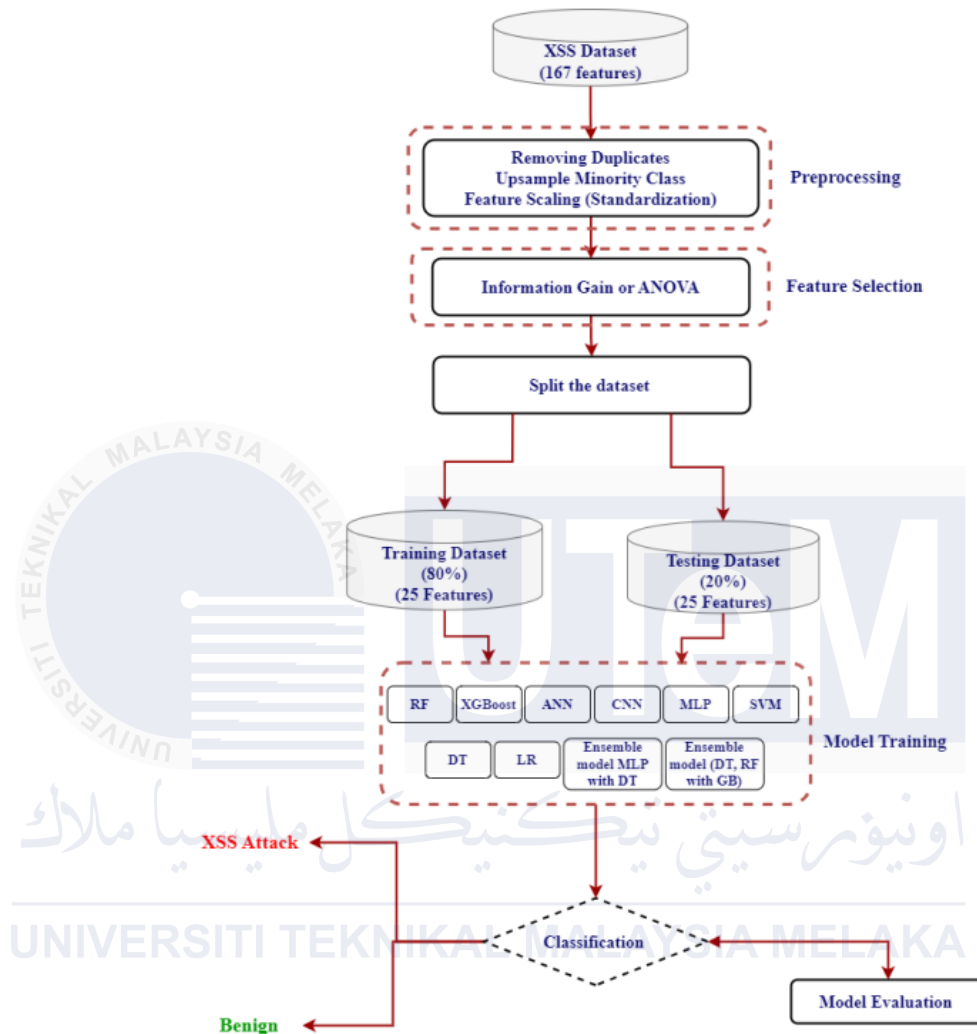 XSS Dataset
(167 features)
Removing Duplicates
Upsample Minority Class
Feature Scaling (Standardization)
Preprocessing
Information Gain or ANOVA
Feature Selection
Split the dataset
Training Dataset
(80%)
(25 Features)
Testing Dataset
(20%)
(25 Features)
RF
XGBoost
ANN
CNN
MLP
SVM
DT
LR
Ensemble
model MLP
with DT
Ensemble
model (DT, RF
with GB)
Model Training
XSS Attack
Classification
Benign
Model Evaluation
UNIVERSITI TEKNIKAL MALAYSIA MELAKA
UTeM
اونيۏرسيتي تيكنيكل مليسيا ملاك
UNIVERSITI TEKNIKAL MALAYSIA MELAKA